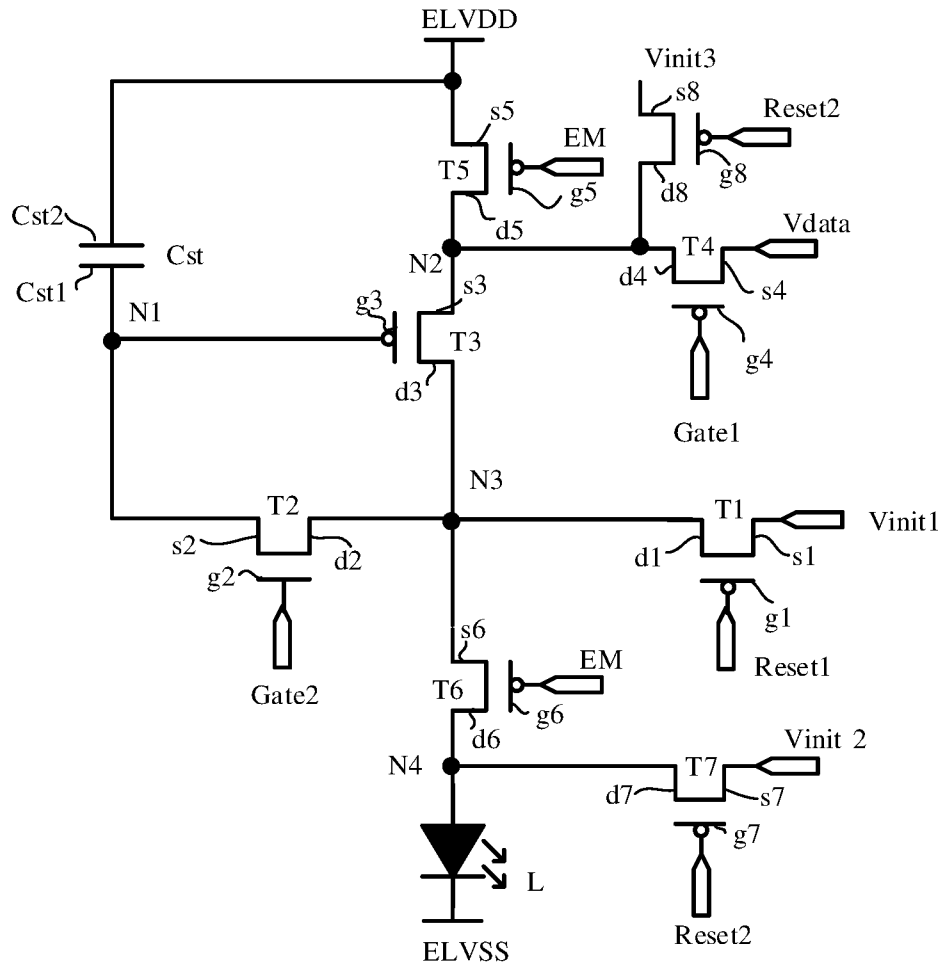 ELVDD
Vinit3
s8
Reset2
s5
EM
T5
g5
g8
d8
d5
Cst2
Cst
Cst1
Vdata
T4
N2
d4
s4
N1
g3
s3
T3
g4
d3
Gate1
N3
T2
T1
Vinit1
s2
d2
d1
s1
g2
g1
s6
EM
Reset1
Gate2
T6
g6
d6
Vinit 2
N4
T7
d7
s7
g7
L
Reset2
ELVSS